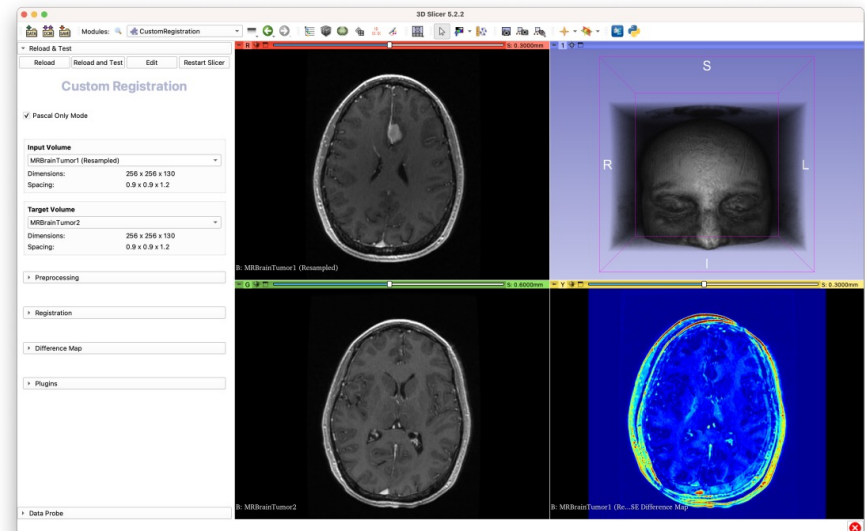 3D Slicer 5.2.2
DATA
DCM
SAVE
Modules:
CustomRegistration
Reload & Test
Reload
Reload and Test
Edit
Restart Slicer
Custom Registration
Pascal Only Mode
Input Volume
MRBrainTumor1 (Resampled)
Dimensions: 256 x 256 x 130
Spacing: 0.9 x 0.9 x 1.2
Target Volume
MRBrainTumor2
Dimensions: 256 x 256 x 130
Spacing: 0.9 x 0.9 x 1.2
Preprocessing
Registration
Difference Map
Plugins
Data Probe
R
S: 0.3000mm
B: MRBrainTumor1 (Resampled)
1
S
R
L
I
G
S: 0.6000mm
B: MRBrainTumor2
Y
S: 0.3000mm
B: MRBrainTumor1 (Re...SE Difference Map